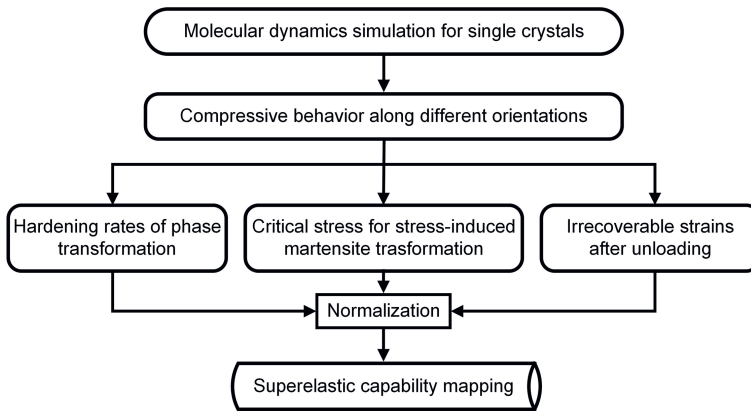 Molecular dynamics simulation for single crystals
Compressive behavior along different orientations
Hardening rates of phase
transformation
Critical stress for stress-induced
martensite trasformation
Irrecoverable strains
after unloading
Normalization
Superelastic capability mapping